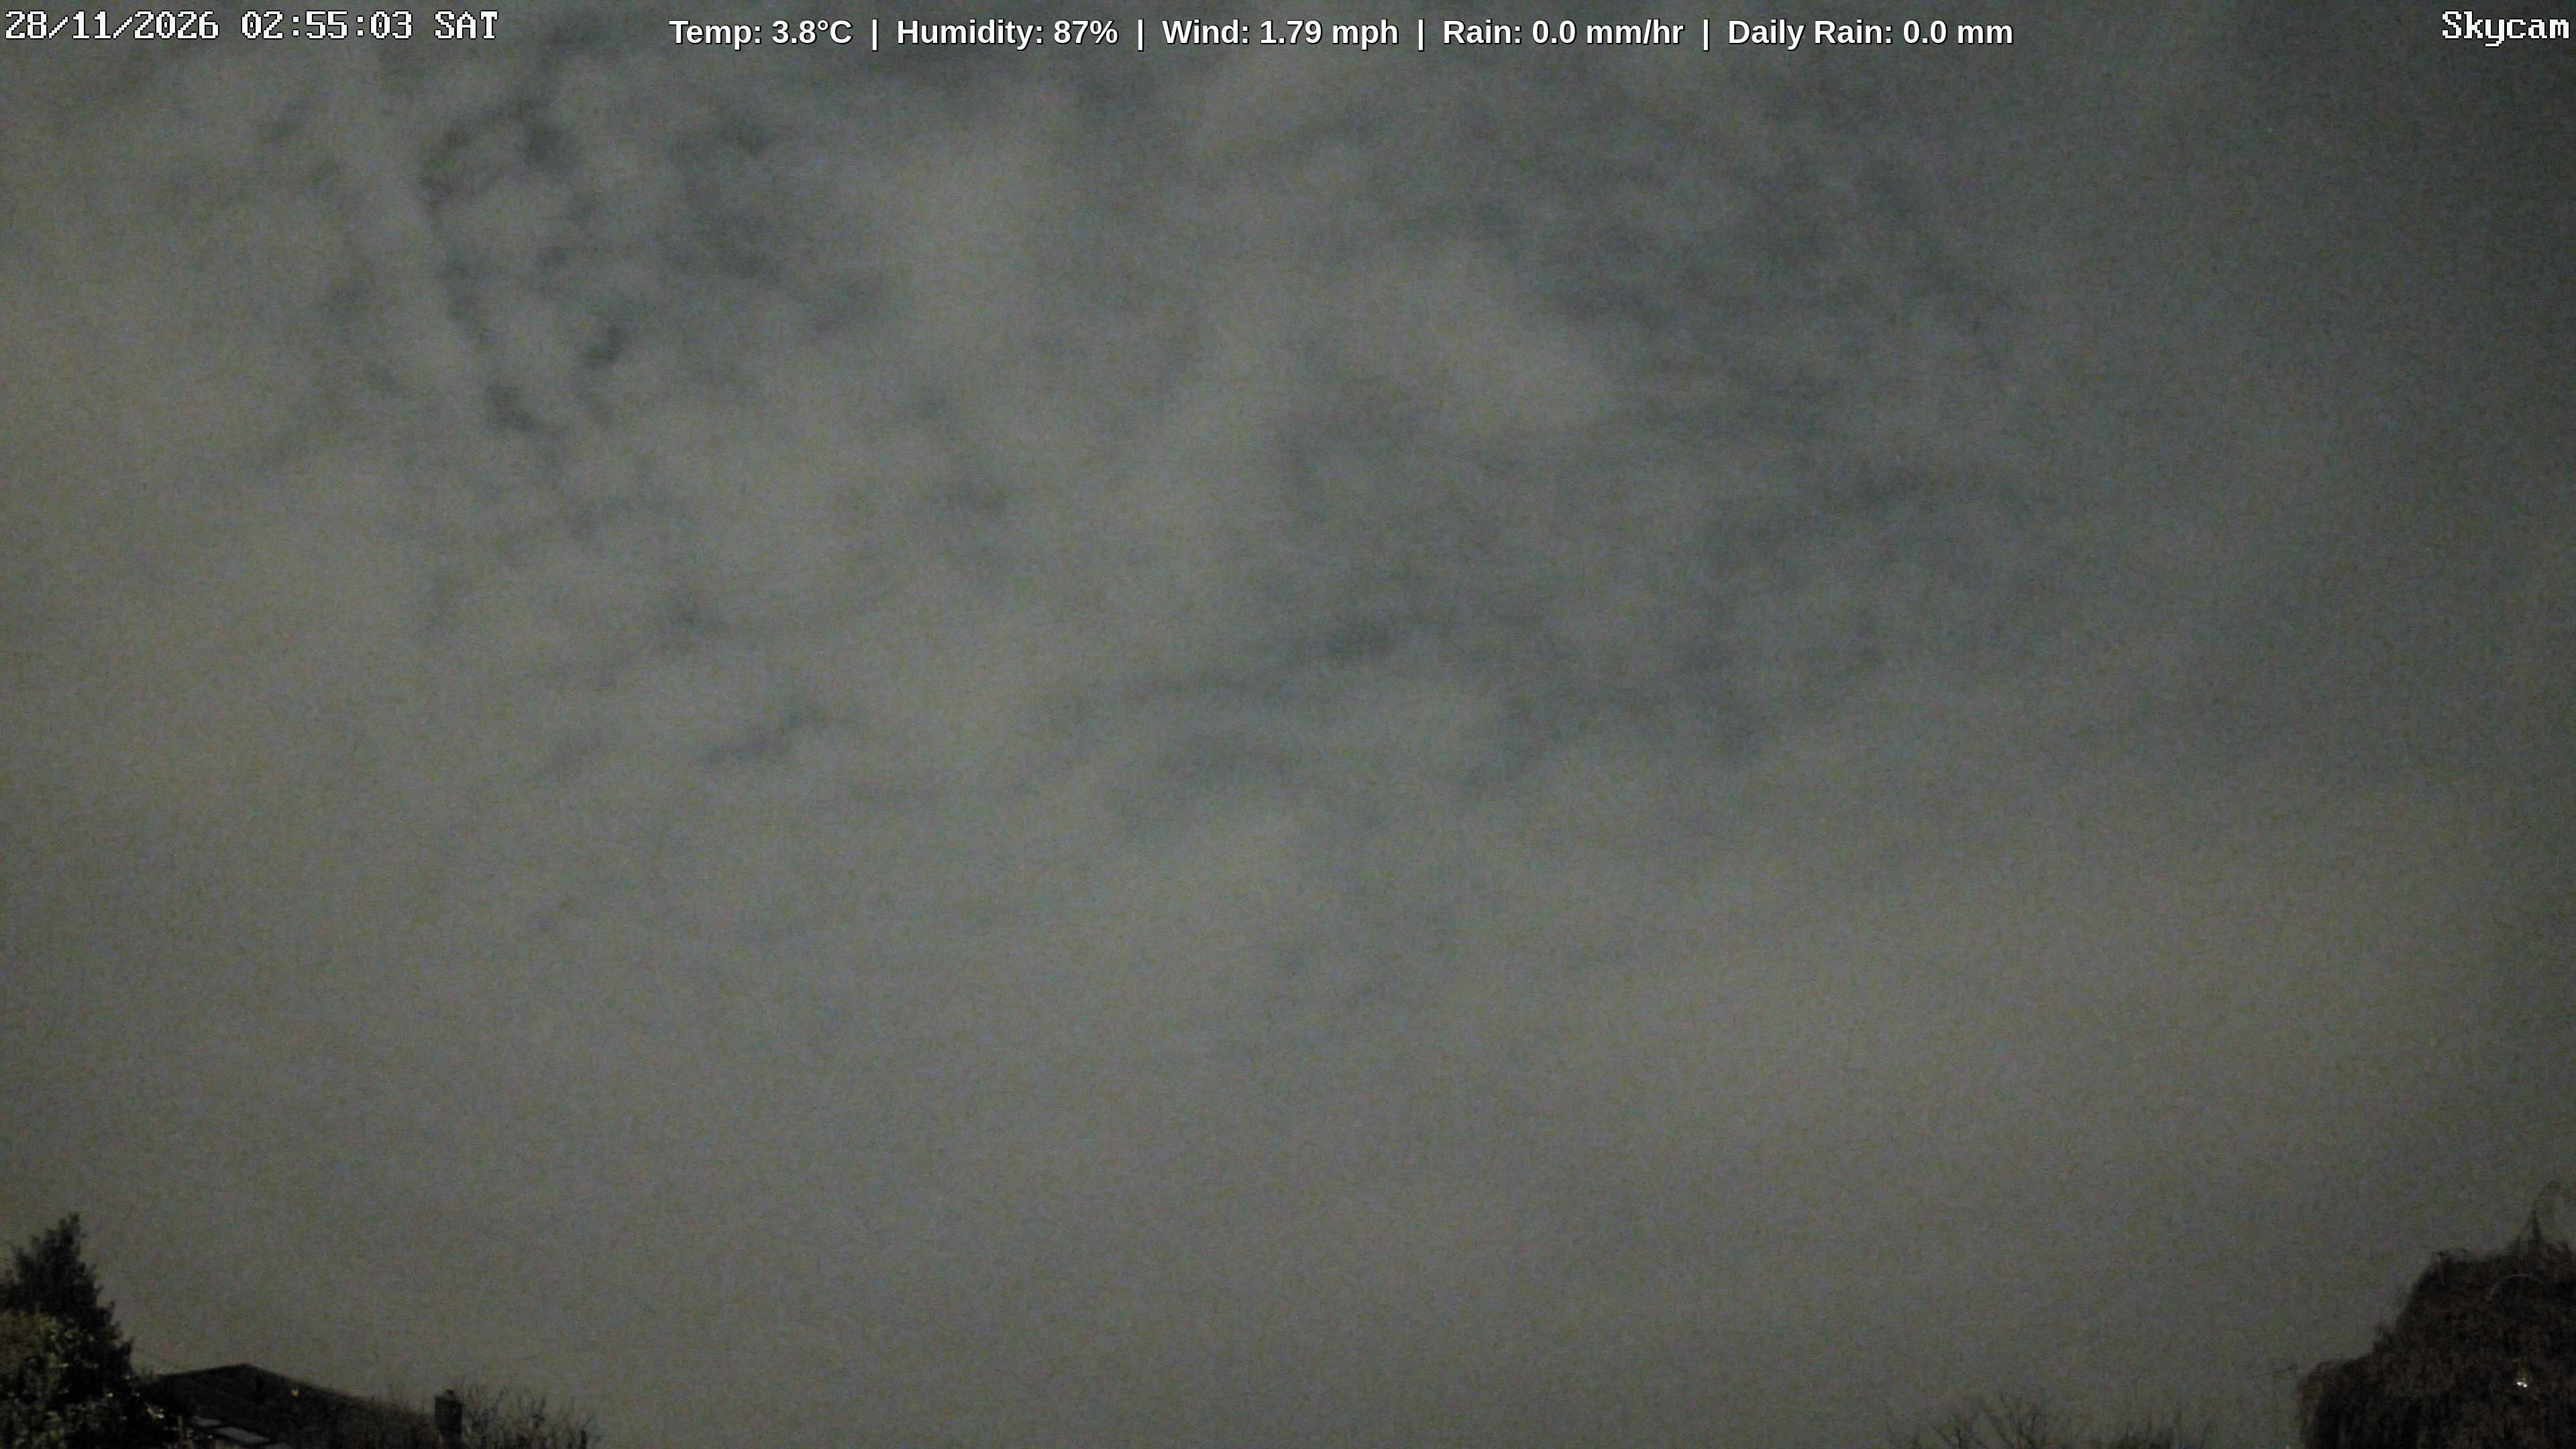 28/11/2026 02:55:03 SAT
Temp: 3.8°C | Humidity: 87% | Wind: 1.79 mph | Rain: 0.0 mm/hr | Daily Rain: 0.0 mm
Skycam